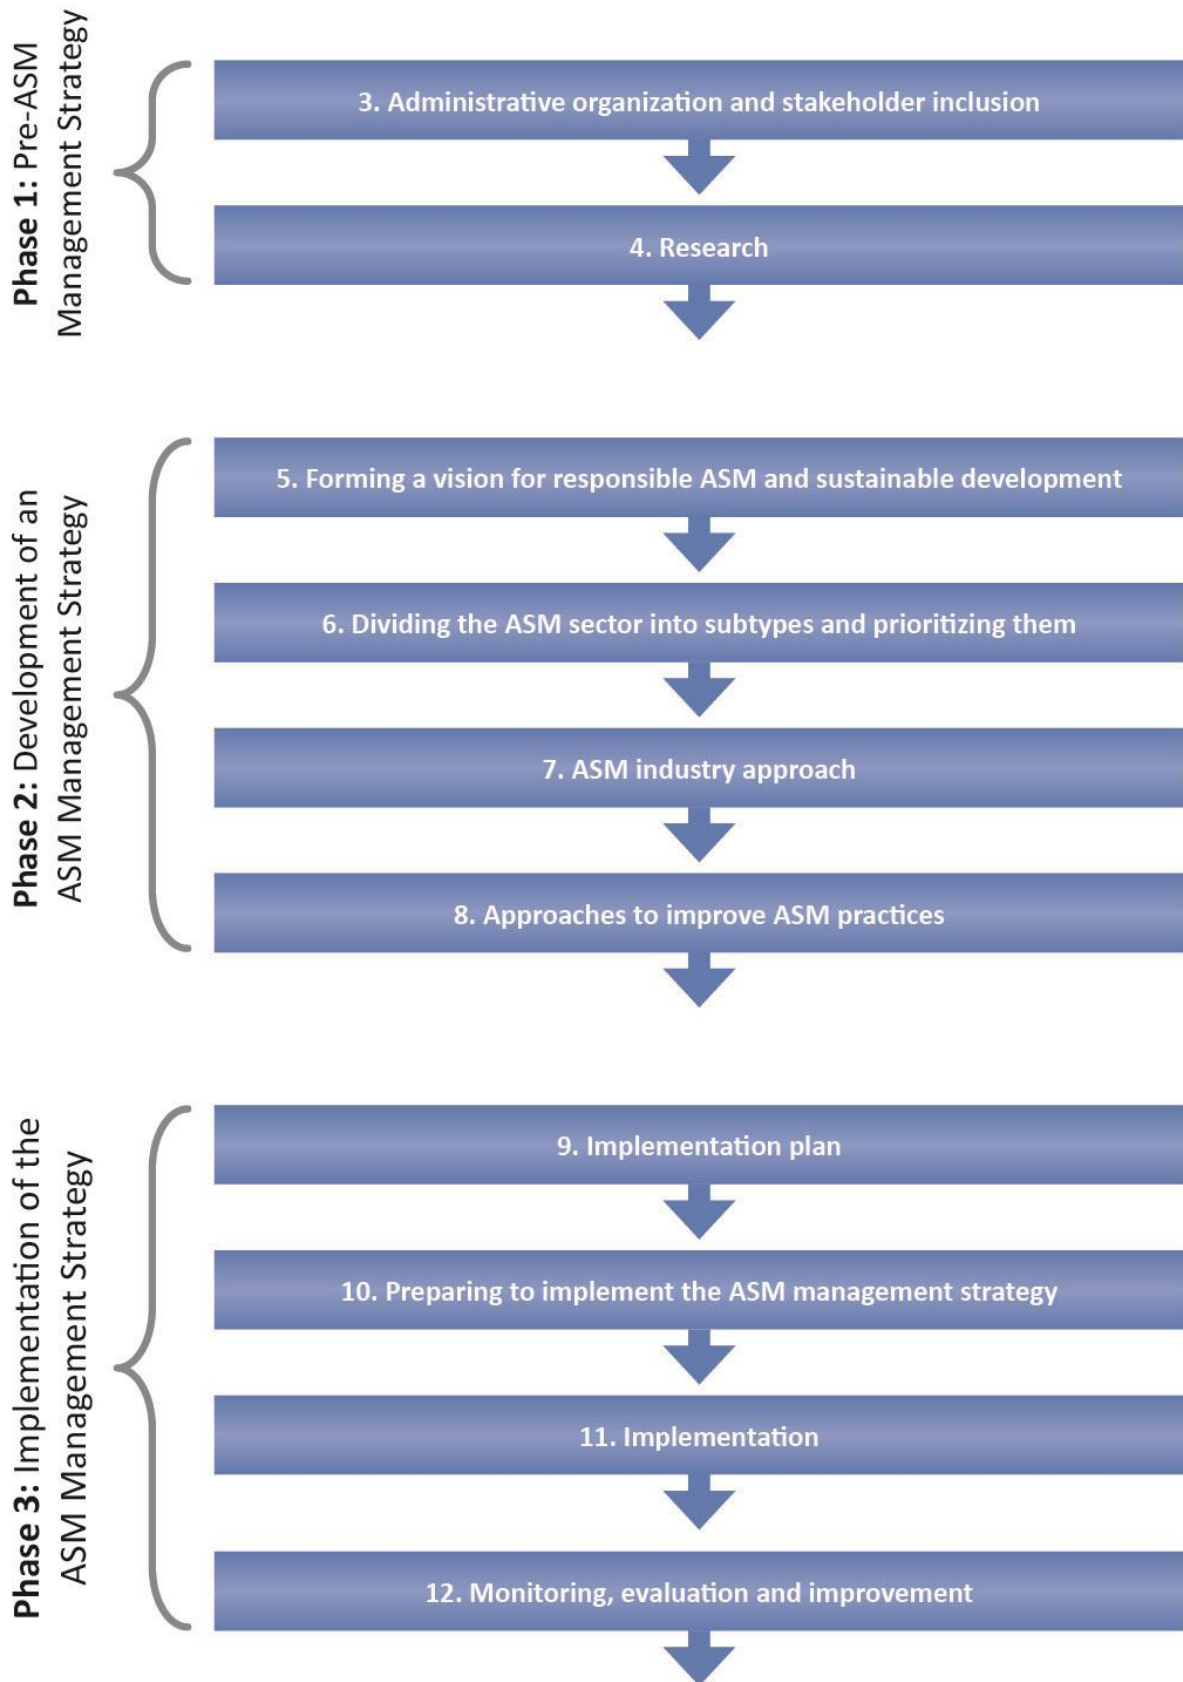 Phase 1: Pre-ASM
Management Strategy
3. Administrative organization and stakeholder inclusion
4. Research
Phase 2: Development of an
ASM Management Strategy
5. Forming a vision for responsible ASM and sustainable development
6. Dividing the ASM sector into subtypes and prioritizing them
7. ASM industry approach
8. Approaches to improve ASM practices
Phase 3: Implementation of the
ASM Management Strategy
9. Implementation plan
10. Preparing to implement the ASM management strategy
11. Implementation
12. Monitoring, evaluation and improvement